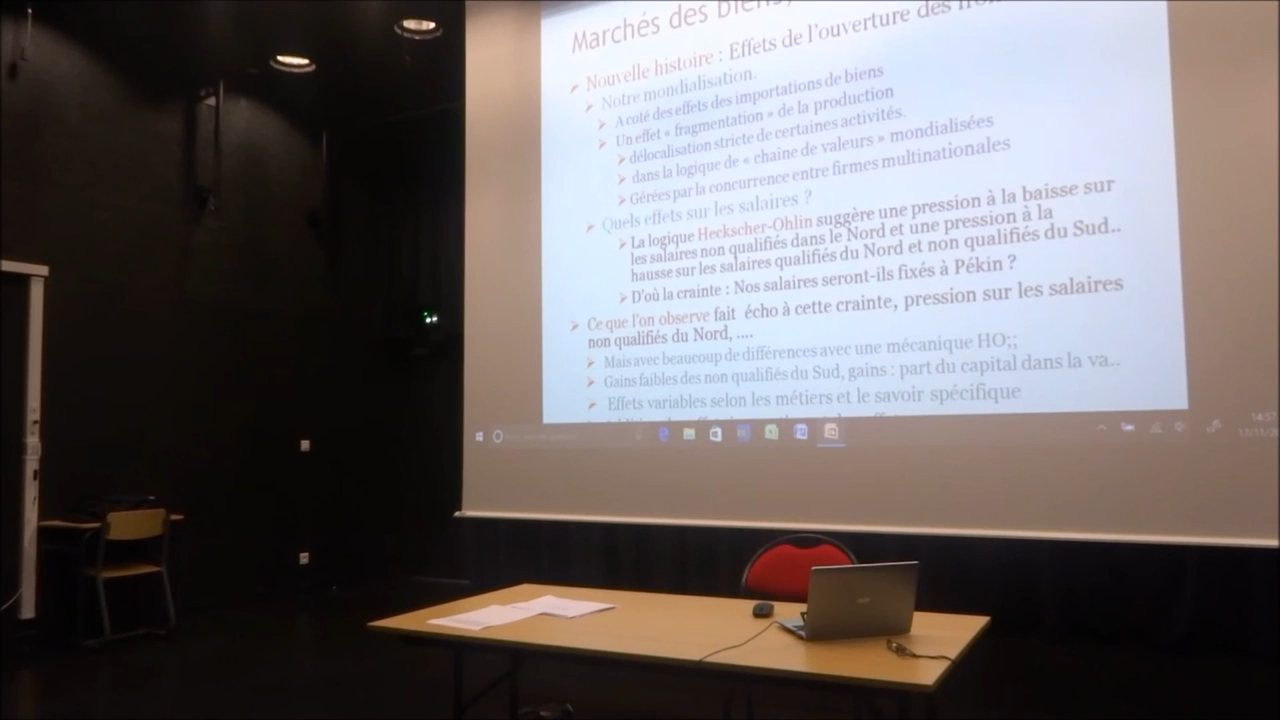 Marchés des biens,
Nouvelle histoire : Effets de l'ouverture des
Notre mondialisation.
A coté des effets des importations de biens
Un effet « fragmentation » de la production
délocalisation stricte de certaines activités.
dans la logique de « chaîne de valeurs » mondialisées
Gérées par la concurrence entre firmes multinationales
Quels effets sur les salaires ?
La logique Heckscher-Ohlin suggère une pression à la baisse sur
les salaires non qualifiés dans le Nord et une pression à la
hausse sur les salaires qualifiés du Nord et non qualifiés du Sud..
D'où la crainte : Nos salaires seront-ils fixés à Pékin ?
Ce que l'on observe fait écho à cette crainte, pression sur les salaires
non qualifiés du Nord, ....
Mais avec beaucoup de différences avec une mécanique HO;;
Gains faibles des non qualifiés du Sud, gains : part du capital dans la va..
Effets variables selon les métiers et le savoir spécifique
14:57
acer